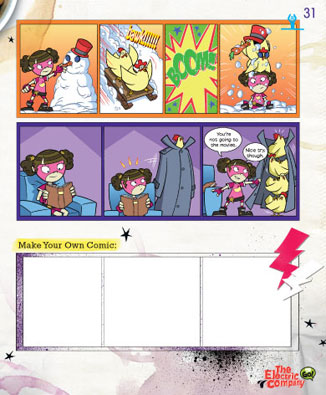 31
BOOM!
You're
not going to
the movies.
Nice try
though.
Make Your Own Comic:
The
Electric
Company
GO!